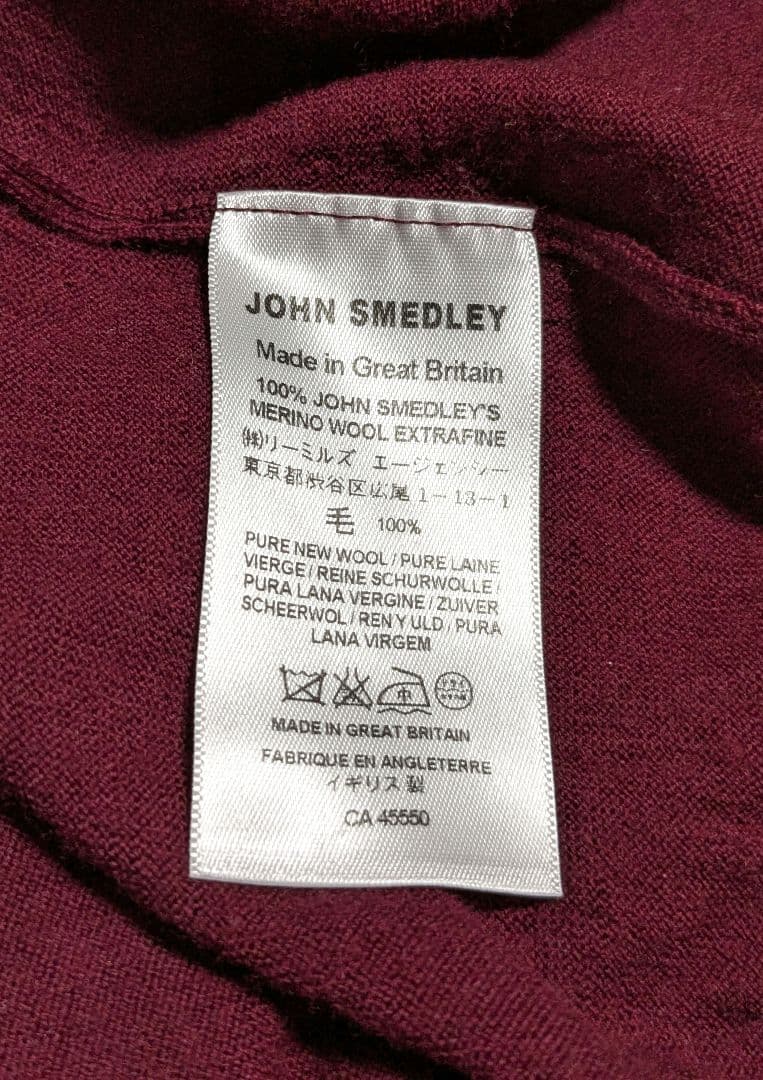 JOHN SMEDLEY
Made in Great Britain
100% JOHN SMEDLEY'S
MERINO WOOL EXTRAFINE
㈱リーミルズ エージェンシー
東京都渋谷区広尾 1-13-1
毛 100%
PURE NEW WOOL / PURE LAINE
VIERGE / REINE SCHURWOLLE /
PURA LANA VERGINE / ZUIVER
SCHEERWOL / REN Y ULD / PURA
LANA VIRGEM
MADE IN GREAT BRITAIN
FABRIQUE EN ANGLETERRE
イギリス製
CA 45550